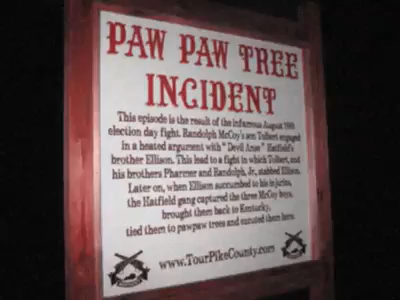 PAW PAW TREE
INCIDENT
This episode is the result of the infamous August
election day fight. Randolph McCoy's son Tolbert engaged
in a heated argument with "Devil Anse" Hatfield's
brother Ellison. This lead to a fight in which Tolbert, and
his brothers Pharmer and Randolph, Jr., stabbed Ellison.
Later on, when Ellison succumbed to his injuries,
the Hatfield gang captured the three McCoy boys,
brought them back to Kentucky,
tied them to pawpaw trees and executed them here.
www.TourPikeCounty.com